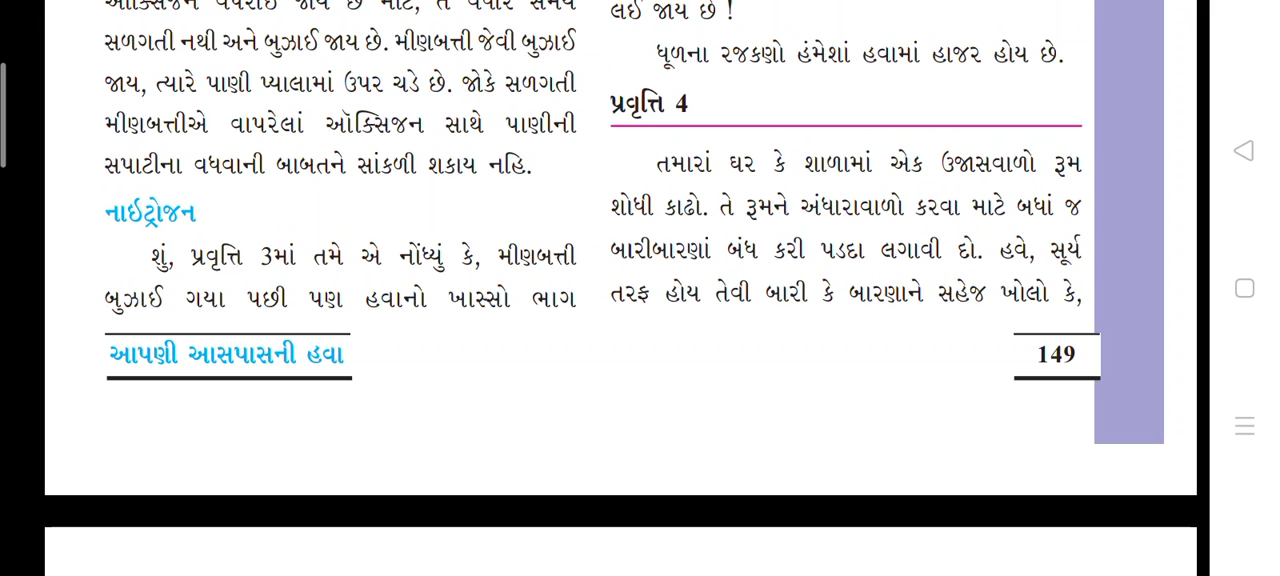 સળગતી નથી અને બુઝાઈ જાય છે. મીણબત્તી જેવી બુઝાઈ
જાય, ત્યારે પાણી પ્યાલામાં ઉપર ચડે છે. જોકે સળગતી
મીણબત્તીએ વાપરેલાં ઑક્સિજન સાથે પાણીની
સપાટીના વધવાની બાબતને સાંકળી શકાય નહિ.
નાઇટ્રોજન
શું, પ્રવૃત્તિ 3માં તમે એ નોંધ્યું કે, મીણબત્તી
બુઝાઈ ગયા પછી પણ હવાનો ખાસ્સો ભાગ
લઈ જાય છે !
ધૂળના રજકણો હંમેશાં હવામાં હાજર હોય છે.
પ્રવૃત્તિ 4
તમારાં ઘર કે શાળામાં એક ઉજાસવાળો રૂમ
શોધી કાઢો. તે રૂમને અંધારાવાળો કરવા માટે બધાં જ
બારીબારણાં બંધ કરી પડદા લગાવી દો. હવે, સૂર્ય
તરફ હોય તેવી બારી કે બારણાને સહેજ ખોલો કે,
આપણી આસપાસની હવા
149